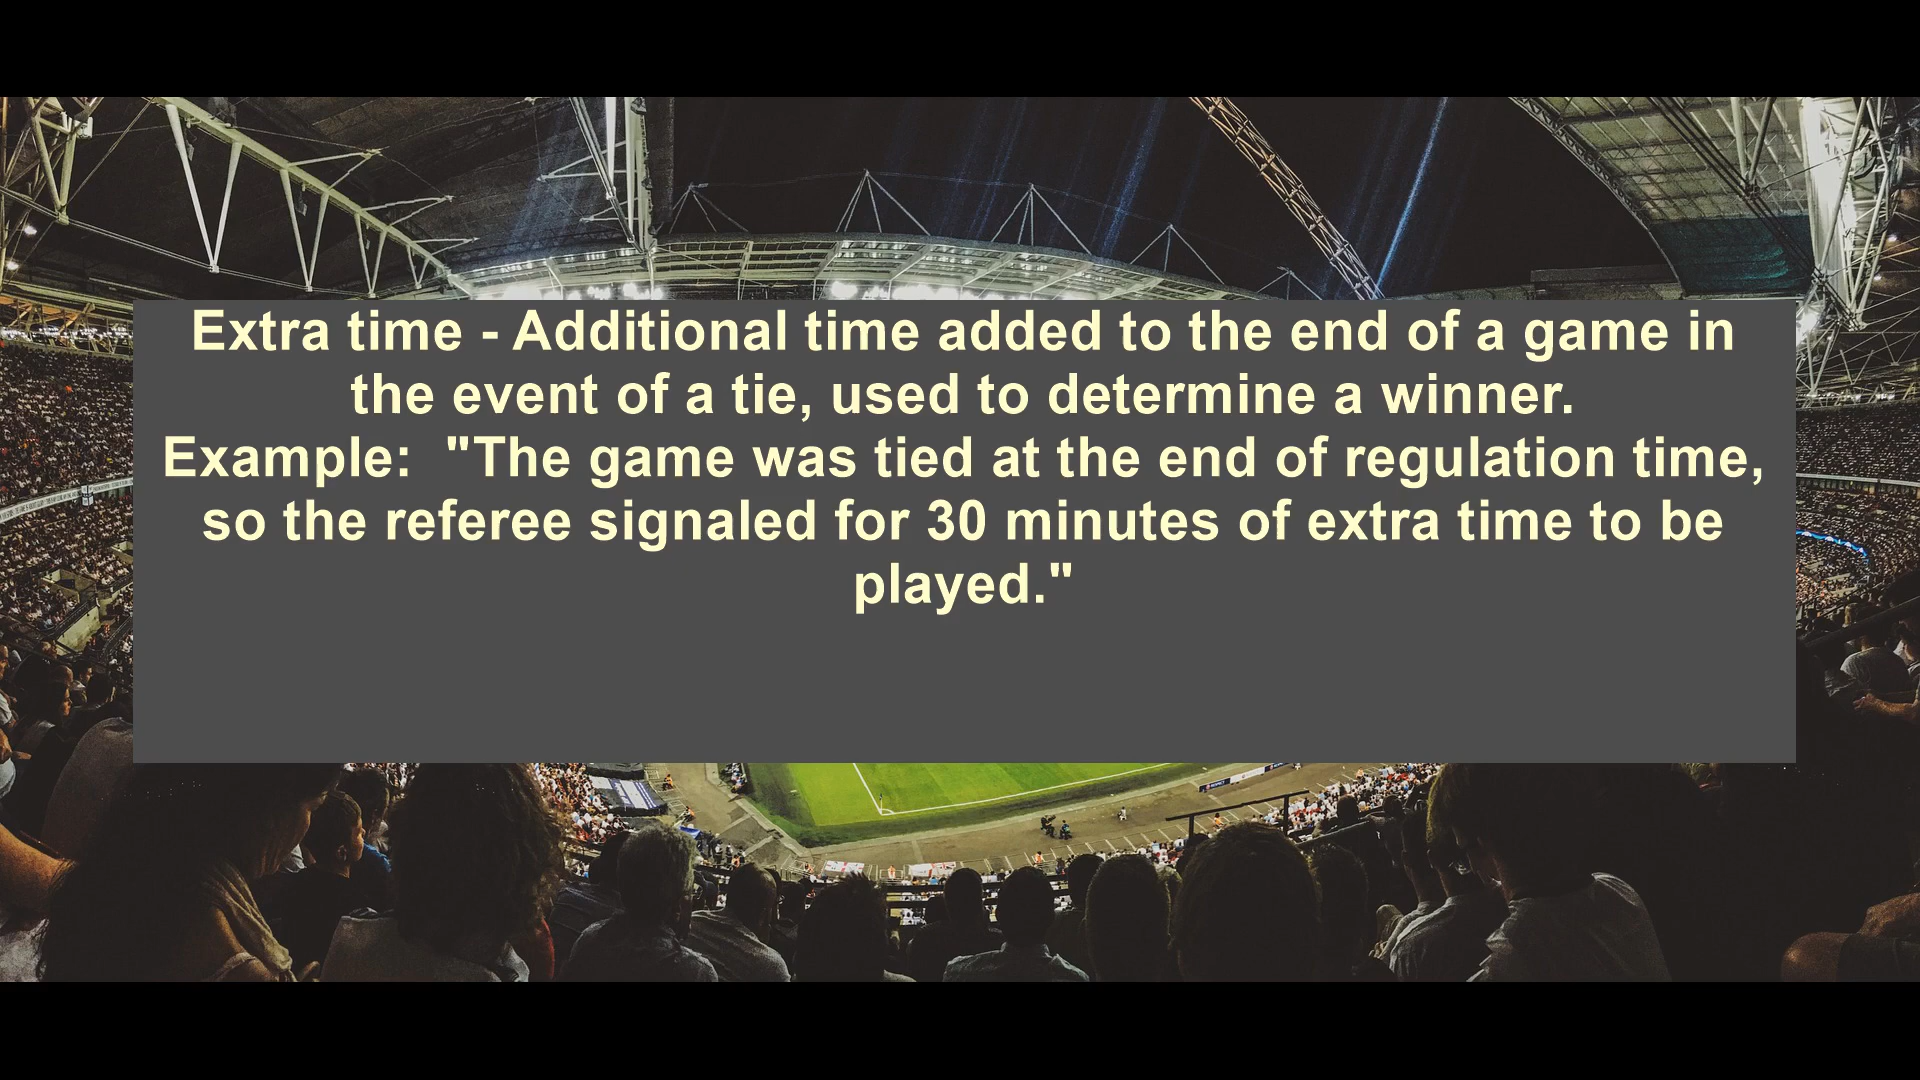 Extra time - Additional time added to the end of a game in
the event of a tie, used to determine a winner.
Example:  "The game was tied at the end of regulation time,
so the referee signaled for 30 minutes of extra time to be
played."